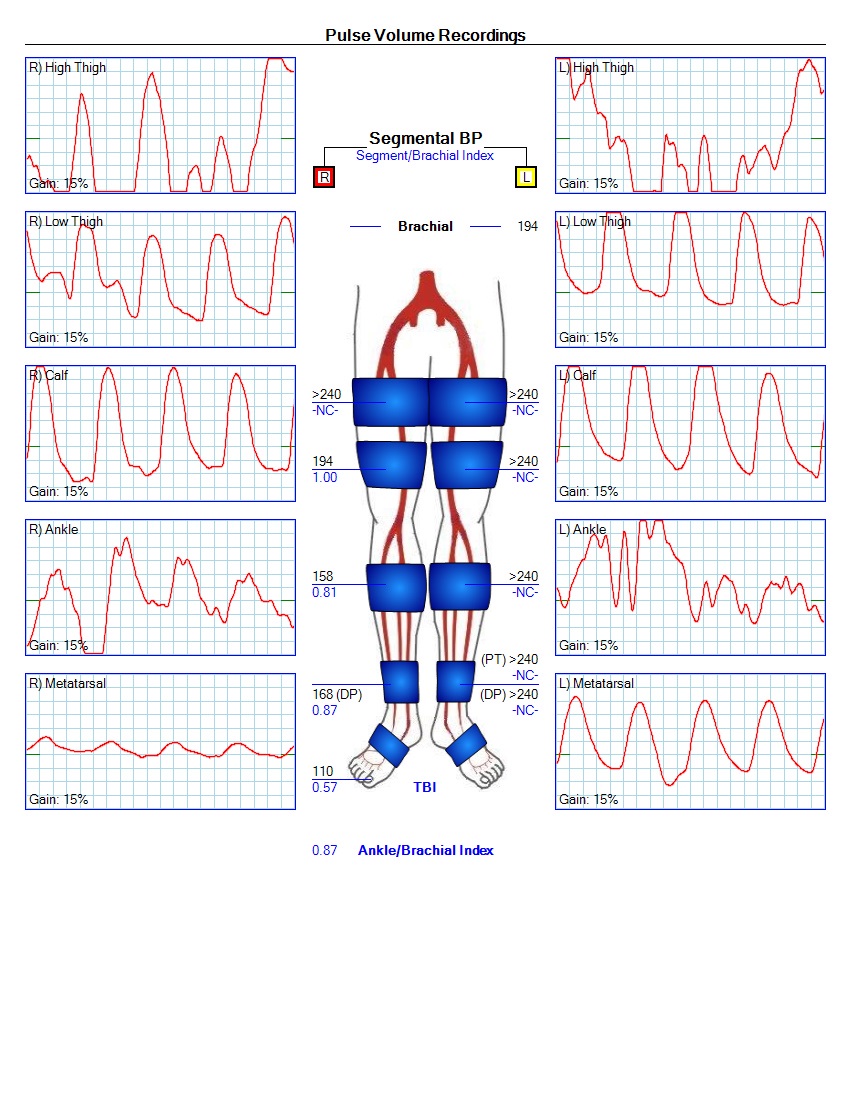 Pulse Volume Recordings
R) High Thigh
Gain: 15%
L) High Thigh
Gain: 15%
Segmental BP
Segment/Brachial Index
R
L
R) Low Thigh
Gain: 15%
Brachial
194
L) Low Thigh
Gain: 15%
R) Calf
Gain: 15%
>240
-NC-
>240
-NC-
L) Calf
Gain: 15%
194
1.00
>240
-NC-
R) Ankle
Gain: 15%
158
0.81
>240
-NC-
L) Ankle
Gain: 15%
R) Metatarsal
Gain: 15%
168 (DP)
0.87
(PT) >240
-NC-
(DP) >240
-NC-
L) Metatarsal
Gain: 15%
110
0.57
TBI
0.87 Ankle/Brachial Index